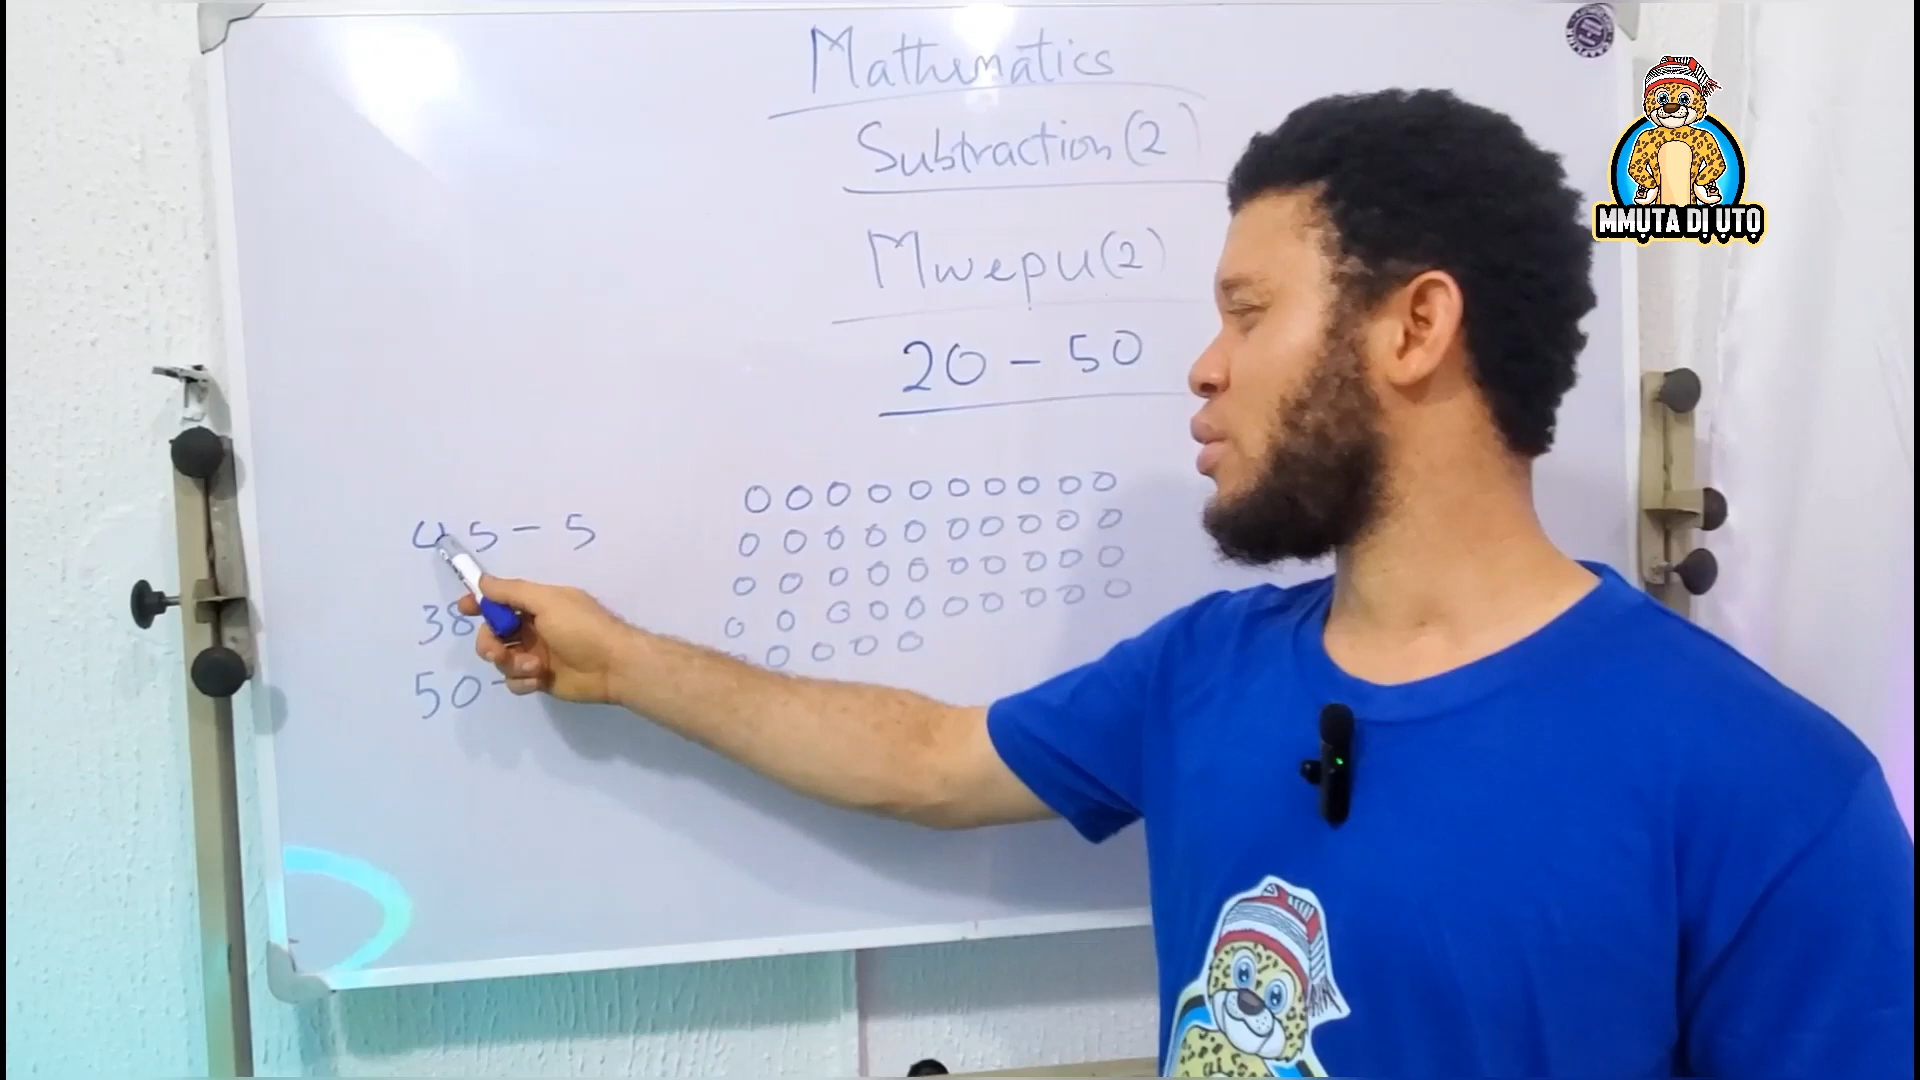 Mathematics
Subtraction (2)
Mwepu (2)
20 - 50
45 - 5
38
50 -
MMỤTA DỊ ỤTỌ